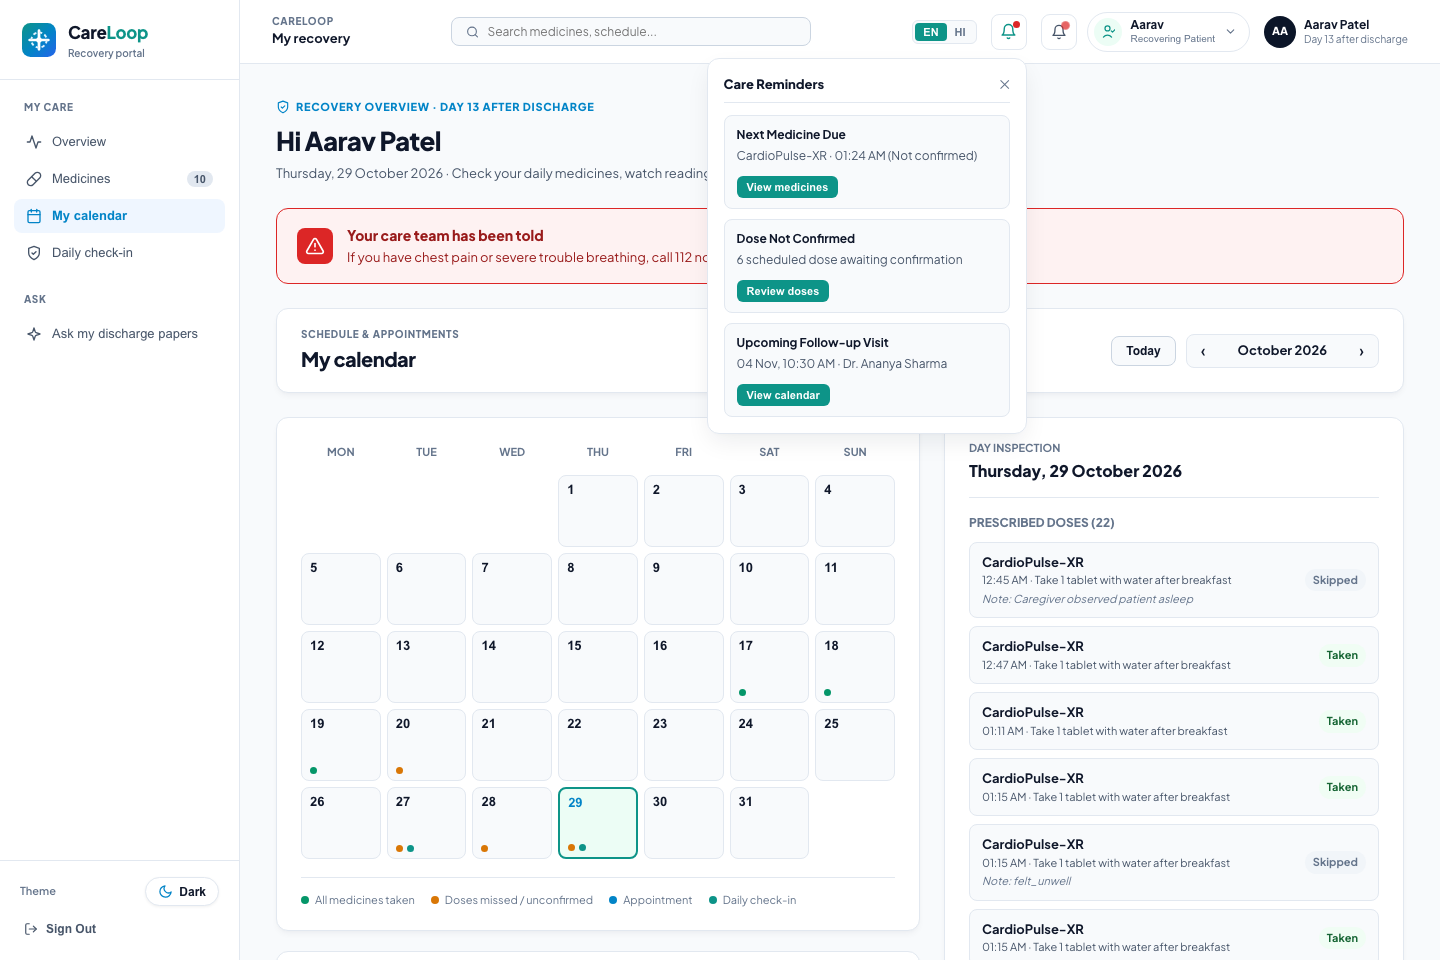 CareLoop
Recovery portal
MY CARE
Overview
Medicines 10
My calendar
Daily check-in
ASK
Ask my discharge papers
Theme
Dark
Sign Out
CARELOOP
My recovery
Search medicines, schedule...
EN HI
Aarav
Recovering Patient
AA
Aarav Patel
Day 13 after discharge
RECOVERY OVERVIEW · DAY 13 AFTER DISCHARGE
Hi Aarav Patel
Thursday, 29 October 2026 · Check your daily medicines, watch reading
Your care team has been told
If you have chest pain or severe trouble breathing, call 112
Care Reminders
Next Medicine Due
CardioPulse-XR · 01:24 AM (Not confirmed)
View medicines
Dose Not Confirmed
6 scheduled dose awaiting confirmation
Review doses
Upcoming Follow-up Visit
04 Nov, 10:30 AM · Dr. Ananya Sharma
View calendar
SCHEDULE & APPOINTMENTS
My calendar
Today
‹ October 2026 ›
MON TUE WED THU FRI SAT SUN
1 2 3 4
5 6 7 8 9 10 11
12 13 14 15 16 17 18
19 20 21 22 23 24 25
26 27 28 29 30 31
All medicines taken Doses missed / unconfirmed Appointment Daily check-in
DAY INSPECTION
Thursday, 29 October 2026
PRESCRIBED DOSES (22)
CardioPulse-XR
12:45 AM · Take 1 tablet with water after breakfast
Note: Caregiver observed patient asleep
Skipped
CardioPulse-XR
12:47 AM · Take 1 tablet with water after breakfast
Taken
CardioPulse-XR
01:11 AM · Take 1 tablet with water after breakfast
Taken
CardioPulse-XR
01:15 AM · Take 1 tablet with water after breakfast
Taken
CardioPulse-XR
01:15 AM · Take 1 tablet with water after breakfast
Note: felt_unwell
Skipped
CardioPulse-XR
01:15 AM · Take 1 tablet with water after breakfast
Taken